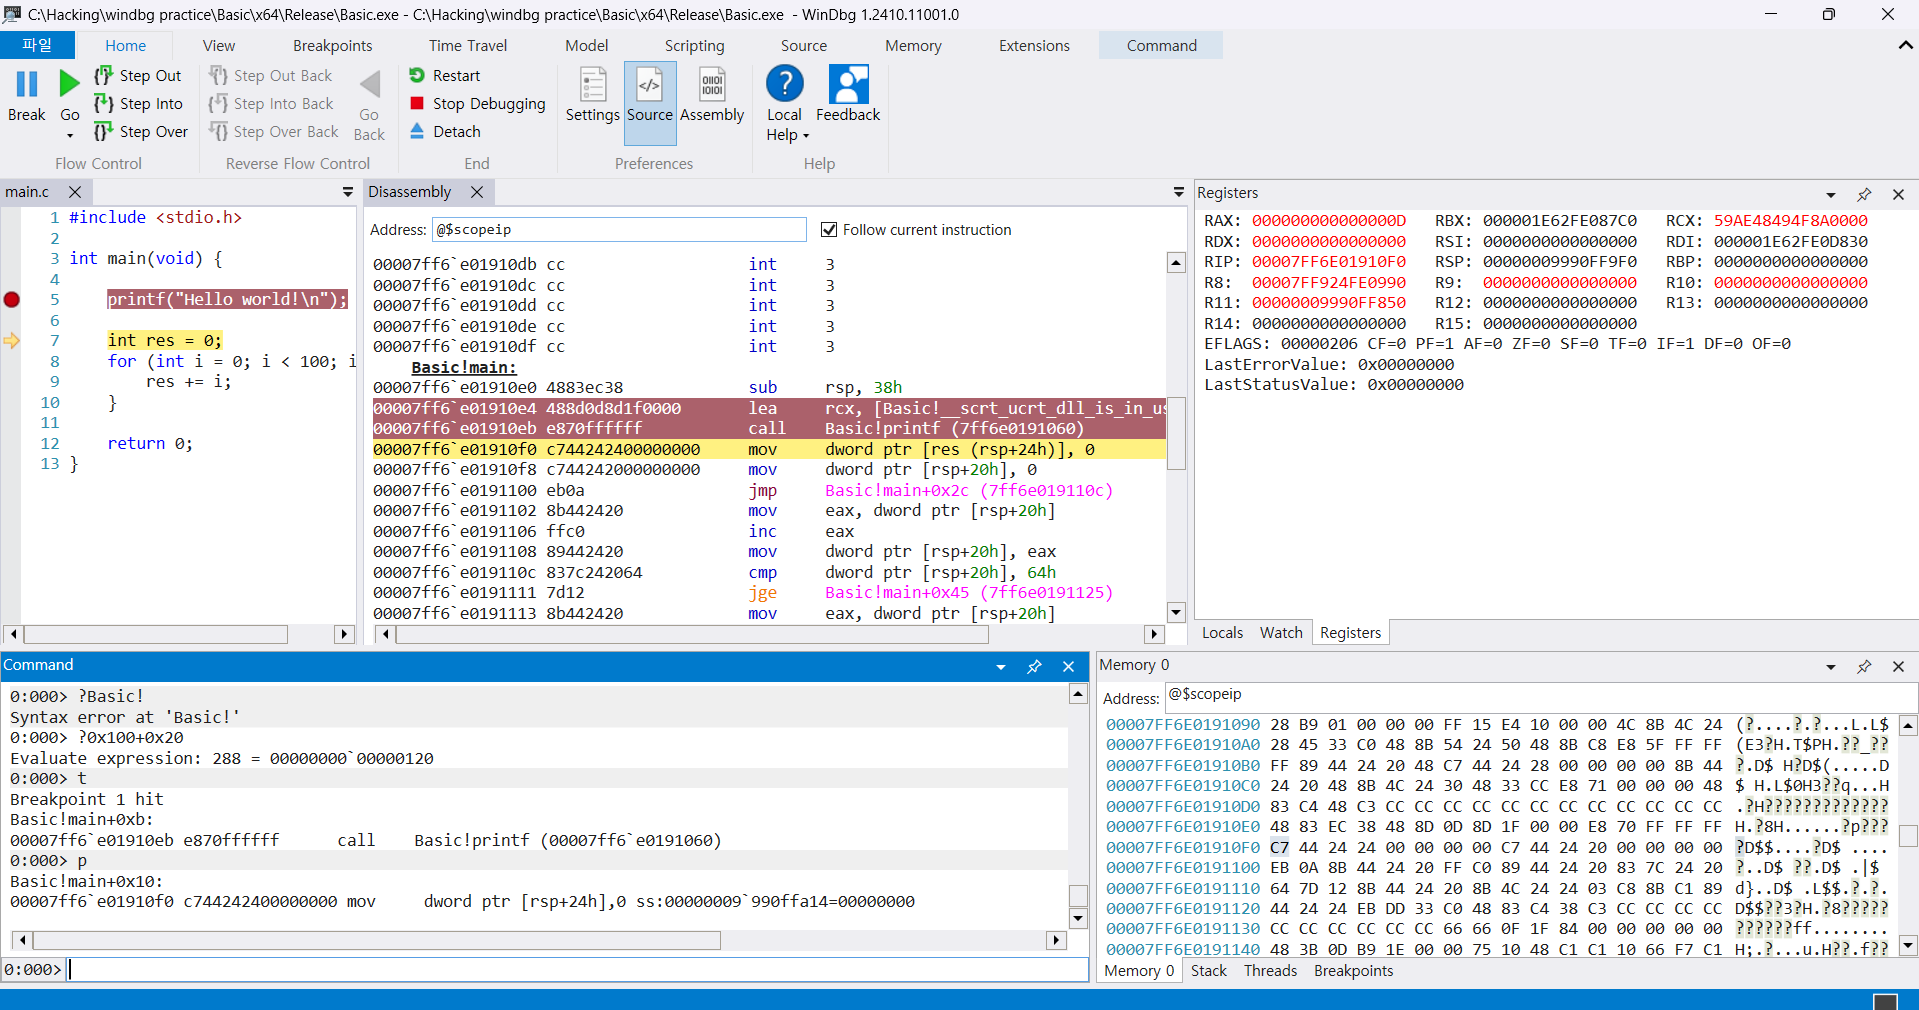 C:\Hacking\windbg practice\Basic\x64\Release\Basic.exe - C:\Hacking\windbg practice\Basic\x64\Release\Basic.exe  - WinDbg 1.2410.11001.0
파일 Home View Breakpoints Time Travel Model Scripting Source Memory Extensions Command
Break Go Step Out Step Into Step Over
Flow Control
Step Out Back Step Into Back Step Over Back Go Back
Reverse Flow Control
Restart Stop Debugging Detach
End
Settings Source Assembly
Preferences
Local Help Feedback
Help
main.c
1 #include <stdio.h>
2
3 int main(void) {
4
5 printf("Hello world!\n");
6
7 int res = 0;
8 for (int i = 0; i < 100; i
9 res += i;
10 }
11
12 return 0;
13 }
Disassembly
Address: @$scopeip Follow current instruction
00007ff6`e01910db cc int 3
00007ff6`e01910dc cc int 3
00007ff6`e01910dd cc int 3
00007ff6`e01910de cc int 3
00007ff6`e01910df cc int 3
Basic!main:
00007ff6`e01910e0 4883ec38 sub rsp, 38h
00007ff6`e01910e4 488d0d8d1f0000 lea rcx, [Basic!__scrt_ucrt_dll_is_in_us
00007ff6`e01910eb e870ffffff call Basic!printf (7ff6e0191060)
00007ff6`e01910f0 c744242400000000 mov dword ptr [res (rsp+24h)], 0
00007ff6`e01910f8 c744242000000000 mov dword ptr [rsp+20h], 0
00007ff6`e0191100 eb0a jmp Basic!main+0x2c (7ff6e019110c)
00007ff6`e0191102 8b442420 mov eax, dword ptr [rsp+20h]
00007ff6`e0191106 ffc0 inc eax
00007ff6`e0191108 89442420 mov dword ptr [rsp+20h], eax
00007ff6`e019110c 837c242064 cmp dword ptr [rsp+20h], 64h
00007ff6`e0191111 7d12 jge Basic!main+0x45 (7ff6e0191125)
00007ff6`e0191113 8b442420 mov eax, dword ptr [rsp+20h]
Registers
RAX: 000000000000000D RBX: 000001E62FE087C0 RCX: 59AE48494F8A0000
RDX: 0000000000000000 RSI: 0000000000000000 RDI: 000001E62FE0D830
RIP: 00007FF6E01910F0 RSP: 00000009990FF9F0 RBP: 0000000000000000
R8: 00007FF924FE0990 R9: 0000000000000000 R10: 0000000000000000
R11: 00000009990FF850 R12: 0000000000000000 R13: 0000000000000000
R14: 0000000000000000 R15: 0000000000000000
EFLAGS: 00000206 CF=0 PF=1 AF=0 ZF=0 SF=0 TF=0 IF=1 DF=0 OF=0
LastErrorValue: 0x00000000
LastStatusValue: 0x00000000
Locals Watch Registers
Command
0:000> ?Basic!
Syntax error at 'Basic!'
0:000> ?0x100+0x20
Evaluate expression: 288 = 00000000`00000120
0:000> t
Breakpoint 1 hit
Basic!main+0xb:
00007ff6`e01910eb e870ffffff call Basic!printf (00007ff6`e0191060)
0:000> p
Basic!main+0x10:
00007ff6`e01910f0 c744242400000000 mov dword ptr [rsp+24h],0 ss:00000009`990ffa14=00000000
0:000>
Memory 0
Address: @$scopeip
00007FF6E0191090 28 B9 01 00 00 00 FF 15 E4 10 00 00 4C 8B 4C 24 (?....?.?...L.L$
00007FF6E01910A0 28 45 33 C0 48 8B 54 24 50 48 8B C8 E8 5F FF FF (E3?H.T$PH.??_??
00007FF6E01910B0 FF 89 44 24 20 48 C7 44 24 28 00 00 00 00 8B 44 ?.D$ H?D$(.....D
00007FF6E01910C0 24 20 48 8B 4C 24 30 48 33 CC E8 71 00 00 00 48 $ H.L$0H3??q...H
00007FF6E01910D0 83 C4 48 C3 CC CC CC CC CC CC CC CC CC CC CC CC .?H?????????????
00007FF6E01910E0 48 83 EC 38 48 8D 0D 8D 1F 00 00 E8 70 FF FF FF H.?8H......?p???
00007FF6E01910F0 C7 44 24 24 00 00 00 00 C7 44 24 20 00 00 00 00 ?D$$....?D$ ....
00007FF6E0191100 EB 0A 8B 44 24 20 FF C0 89 44 24 20 83 7C 24 20 ?..D$ ??.D$ .|$
00007FF6E0191110 64 7D 12 8B 44 24 20 8B 4C 24 24 03 C8 8B C1 89 d}..D$ .L$$.?.?.
00007FF6E0191120 44 24 24 EB DD 33 C0 48 83 C4 38 C3 CC CC CC CC D$$??3?H.?8?????
00007FF6E0191130 CC CC CC CC CC CC 66 66 0F 1F 84 00 00 00 00 00 ??????ff........
00007FF6E0191140 48 3B 0D B9 1E 00 00 75 10 48 C1 C1 10 66 F7 C1 H;.?...u.H??.f??
Memory 0 Stack Threads Breakpoints